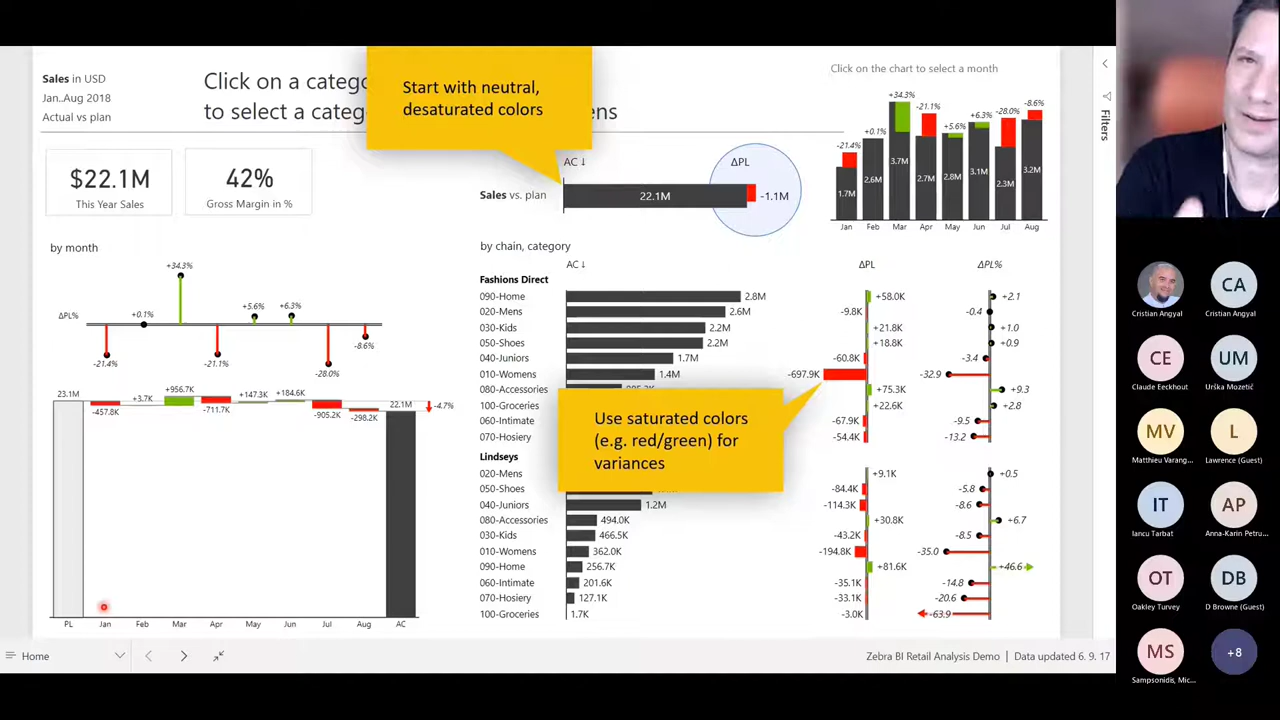 Sales in USD
Jan..Aug 2018
Actual vs plan
Click on a categ
to select a categ
ens
Start with neutral,
desaturated colors
Click on the chart to select a month
$22.1M
This Year Sales
42%
Gross Margin in %
AC ↓
ΔPL
Sales vs. plan
22.1M
-1.1M
-21.4%
+0.1%
+34.3%
-21.1%
+5.6%
+6.3%
-28.0%
-8.6%
1.7M
2.6M
3.7M
2.7M
2.8M
3.1M
2.3M
3.2M
Jan
Feb
Mar
Apr
May
Jun
Jul
Aug
Filters
by month
ΔPL%
-21.4%
+0.1%
+34.3%
-21.1%
+5.6%
+6.3%
-28.0%
-8.6%
23.1M
-457.8K
+3.7K
+956.7K
-711.7K
+147.3K
+184.6K
-905.2K
-298.2K
22.1M
-4.7%
PL
Jan
Feb
Mar
Apr
May
Jun
Jul
Aug
AC
by chain, category
AC ↓
ΔPL
ΔPL%
Fashions Direct
090-Home 2.8M +58.0K +2.1
020-Mens 2.6M -9.8K -0.4
030-Kids 2.2M +21.8K +1.0
050-Shoes 2.2M +18.8K +0.9
040-Juniors 1.7M -60.8K -3.4
010-Womens 1.4M -697.9K -32.9
080-Accessories +75.3K +9.3
100-Groceries +22.6K +2.8
060-Intimate -67.9K -9.5
070-Hosiery -54.4K -13.2
Use saturated colors
(e.g. red/green) for
variances
Lindseys
020-Mens +9.1K +0.5
050-Shoes -84.4K -5.8
040-Juniors 1.2M -114.3K -8.6
080-Accessories 494.0K +30.8K +6.7
030-Kids 466.5K -43.2K -8.5
010-Womens 362.0K -194.8K -35.0
090-Home 256.7K +81.6K +46.6
060-Intimate 201.6K -35.1K -14.8
070-Hosiery 127.1K -33.1K -20.6
100-Groceries 1.7K -3.0K -63.9
Home
Zebra BI Retail Analysis Demo | Data updated 6. 9. 17
Cristian Angyal
CA
Cristian Angyal
CE
Claude Eeckhout
UM
Urška Mozetič
MV
Matthieu Varang...
L
Lawrence (Guest)
IT
Iancu Tarbat
AP
Anna-Karin Petru...
OT
Oakley Turvey
DB
D Browne (Guest)
MS
Sampsonidis, Mic...
+8